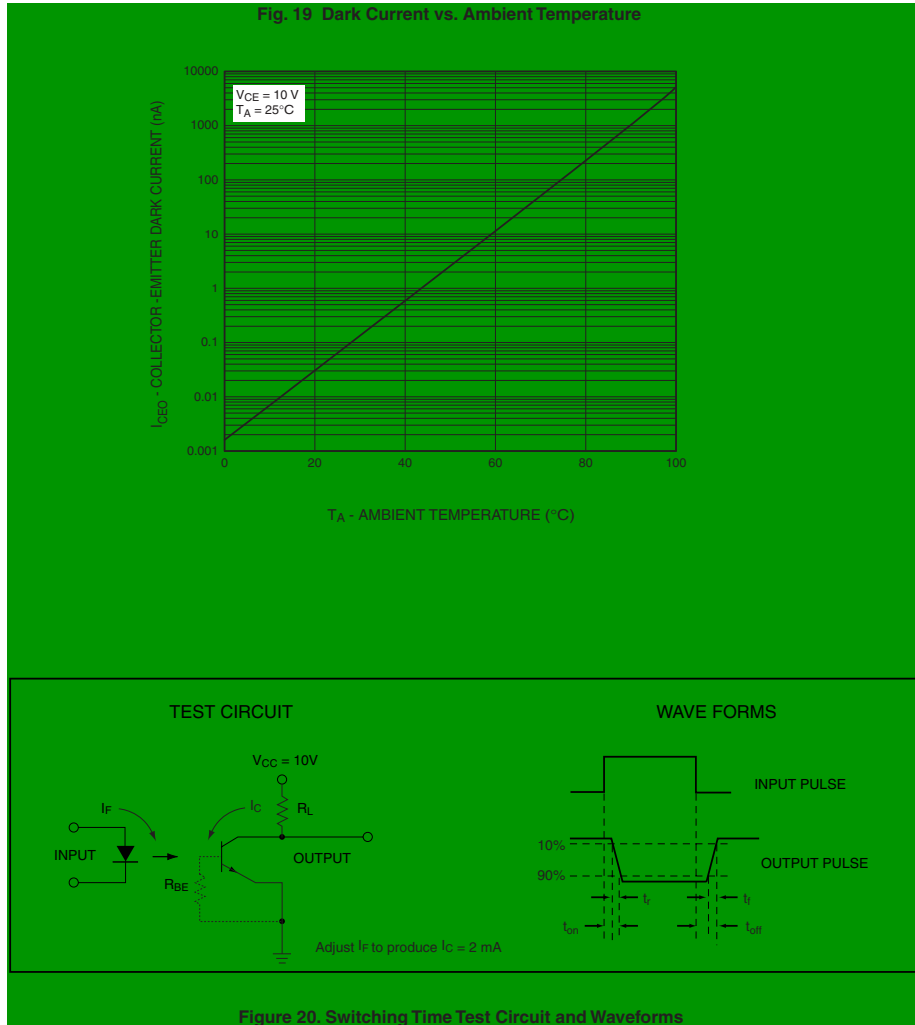 Fig. 19 Dark Current vs. Ambient Temperature
VCE = 10 V
TA = 25°C
10000
1000
100
10
1
0.1
0.01
0.001
0 20 40 60 80 100
ICEO - COLLECTOR -EMITTER DARK CURRENT (nA)
TA - AMBIENT TEMPERATURE (°C)
TEST CIRCUIT
VCC = 10V
IF
IC
RL
INPUT
OUTPUT
RBE
Adjust IF to produce IC = 2 mA
WAVE FORMS
INPUT PULSE
10%
OUTPUT PULSE
90%
tr
tf
ton
toff
Figure 20. Switching Time Test Circuit and Waveforms